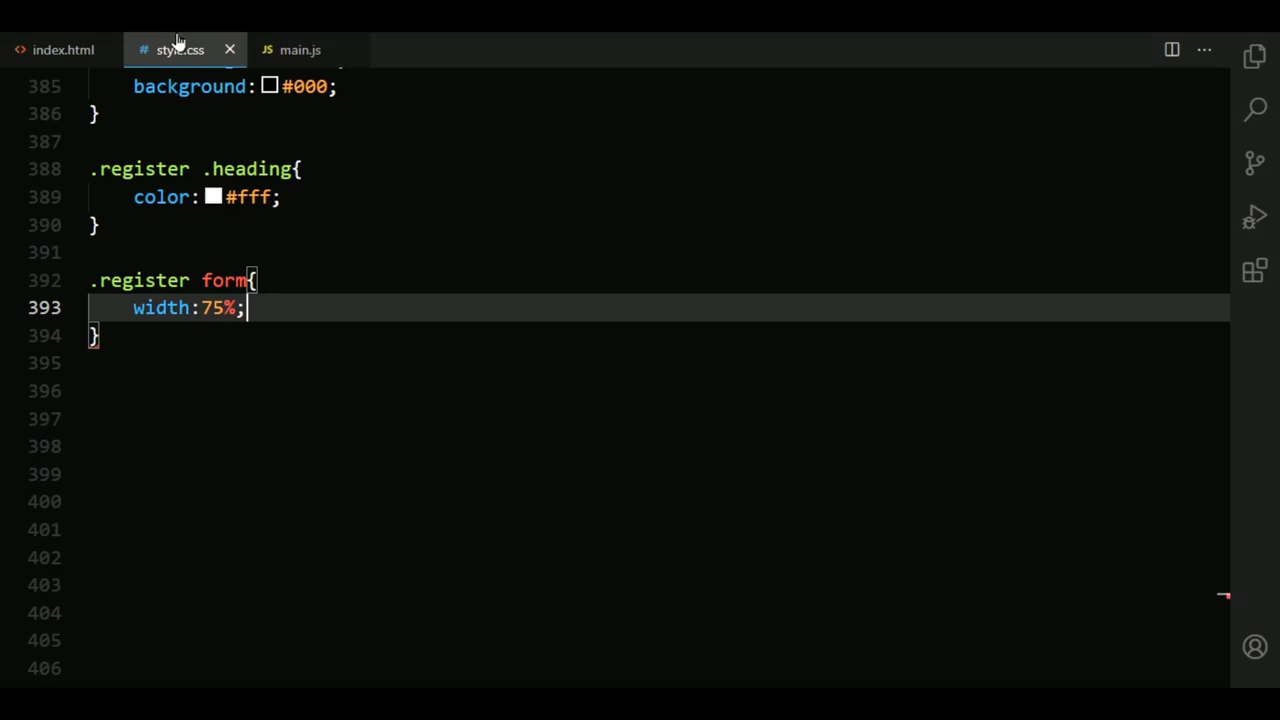 <> index.html # style.css × JS main.js ...
385 background: #000;
386 }
387
388 .register .heading{
389 color: #fff;
390 }
391
392 .register form{
393 width:75%;
394 }
395
396
397
398
399
400
401
402
403
404
405
406